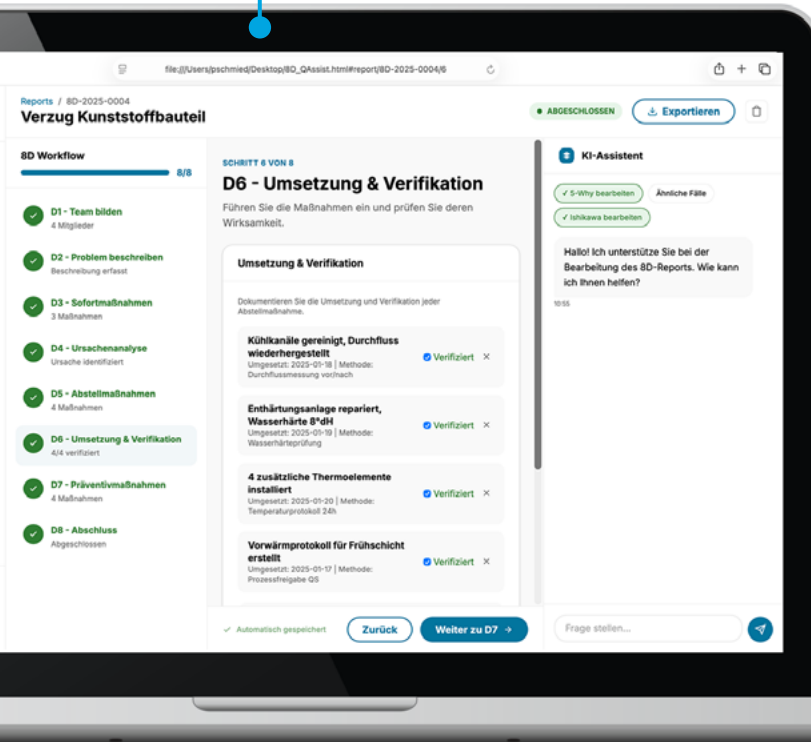 file:///Users/pschmied/Desktop/8D_QAssist.html#report/8D-2025-0004/6
Reports / 8D-2025-0004
Verzug Kunststoffbauteil
ABGESCHLOSSEN
Exportieren
8D Workflow
8/8
D1 - Team bilden
4 Mitglieder
D2 - Problem beschreiben
Beschreibung erfasst
D3 - Sofortmaßnahmen
3 Maßnahmen
D4 - Ursachenanalyse
Ursache identifiziert
D5 - Abstellmaßnahmen
4 Maßnahmen
D6 - Umsetzung & Verifikation
4/4 verifiziert
D7 - Präventivmaßnahmen
4 Maßnahmen
D8 - Abschluss
Abgeschlossen
SCHRITT 6 VON 8
D6 - Umsetzung & Verifikation
Führen Sie die Maßnahmen ein und prüfen Sie deren
Wirksamkeit.
Umsetzung & Verifikation
Dokumentieren Sie die Umsetzung und Verifikation jeder
Abstellmaßnahme.
Kühlkanäle gereinigt, Durchfluss
wiederhergestellt
Umgesetzt: 2025-01-18 | Methode:
Durchflussmessung vor/nach
Verifiziert
Enthärtungsanlage repariert,
Wasserhärte 8°dH
Umgesetzt: 2025-01-19 | Methode:
Wasserhärteprüfung
Verifiziert
4 zusätzliche Thermoelemente
installiert
Umgesetzt: 2025-01-20 | Methode:
Temperaturprotokoll 24h
Verifiziert
Vorwärmprotokoll für Frühschicht
erstellt
Umgesetzt: 2025-01-17 | Methode:
Prozessfreigabe QS
Verifiziert
Automatisch gespeichert
Zurück
Weiter zu D7 →
KI-Assistent
✓ 5-Why bearbeiten
Ähnliche Fälle
✓ Ishikawa bearbeiten
Hallo! Ich unterstütze Sie bei der
Bearbeitung des 8D-Reports. Wie kann
ich Ihnen helfen?
10:55
Frage stellen...